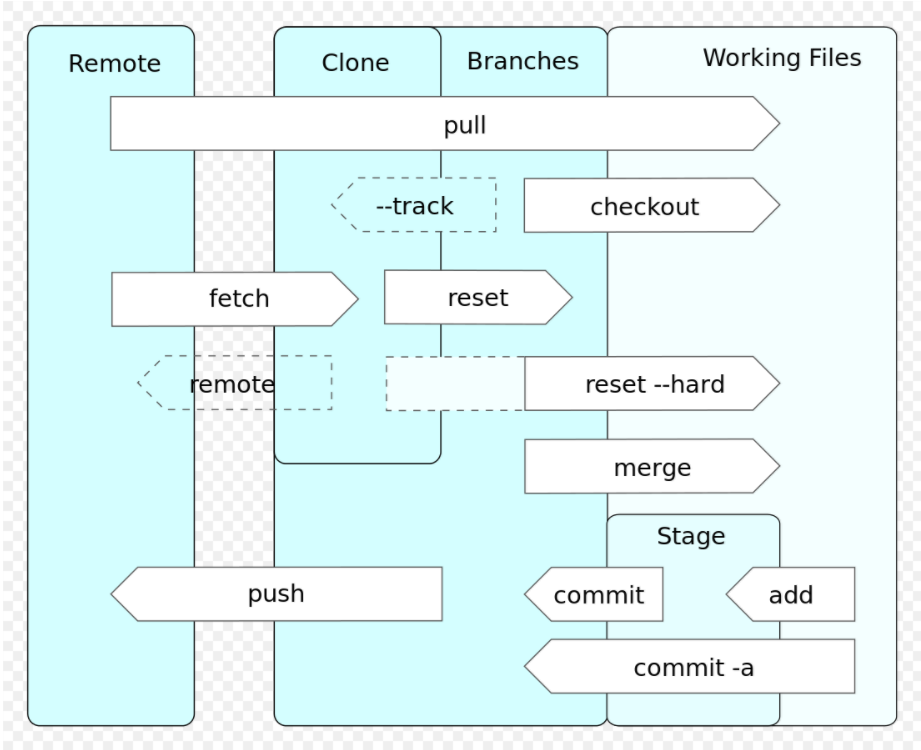 Remote
Clone
Branches
Working Files
pull
--track
checkout
fetch
reset
remote
reset --hard
merge
Stage
push
commit
add
commit -a